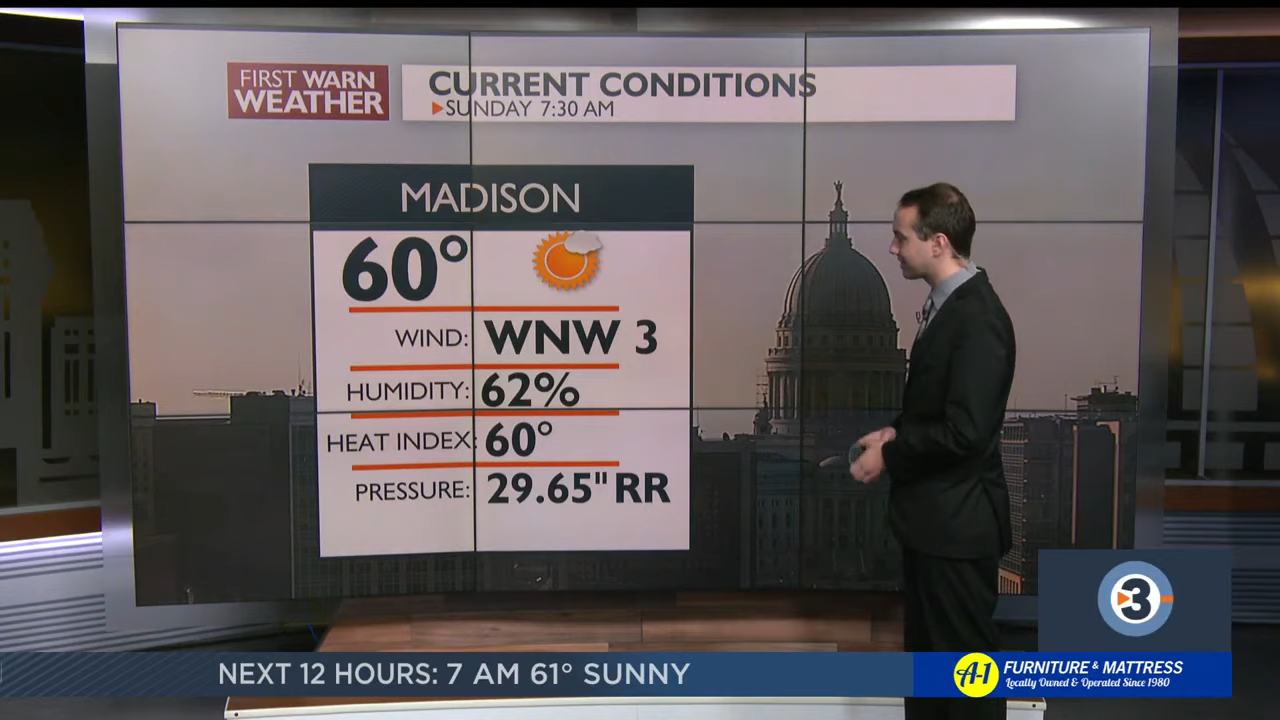 FIRST WARN
WEATHER
CURRENT CONDITIONS
SUNDAY 7:30 AM
MADISON
60°
WIND: WNW 3
HUMIDITY: 62%
HEAT INDEX: 60°
PRESSURE: 29.65" RR
3
NEXT 12 HOURS: 7 AM 61° SUNNY
A-1 FURNITURE & MATTRESS
Locally Owned & Operated Since 1980